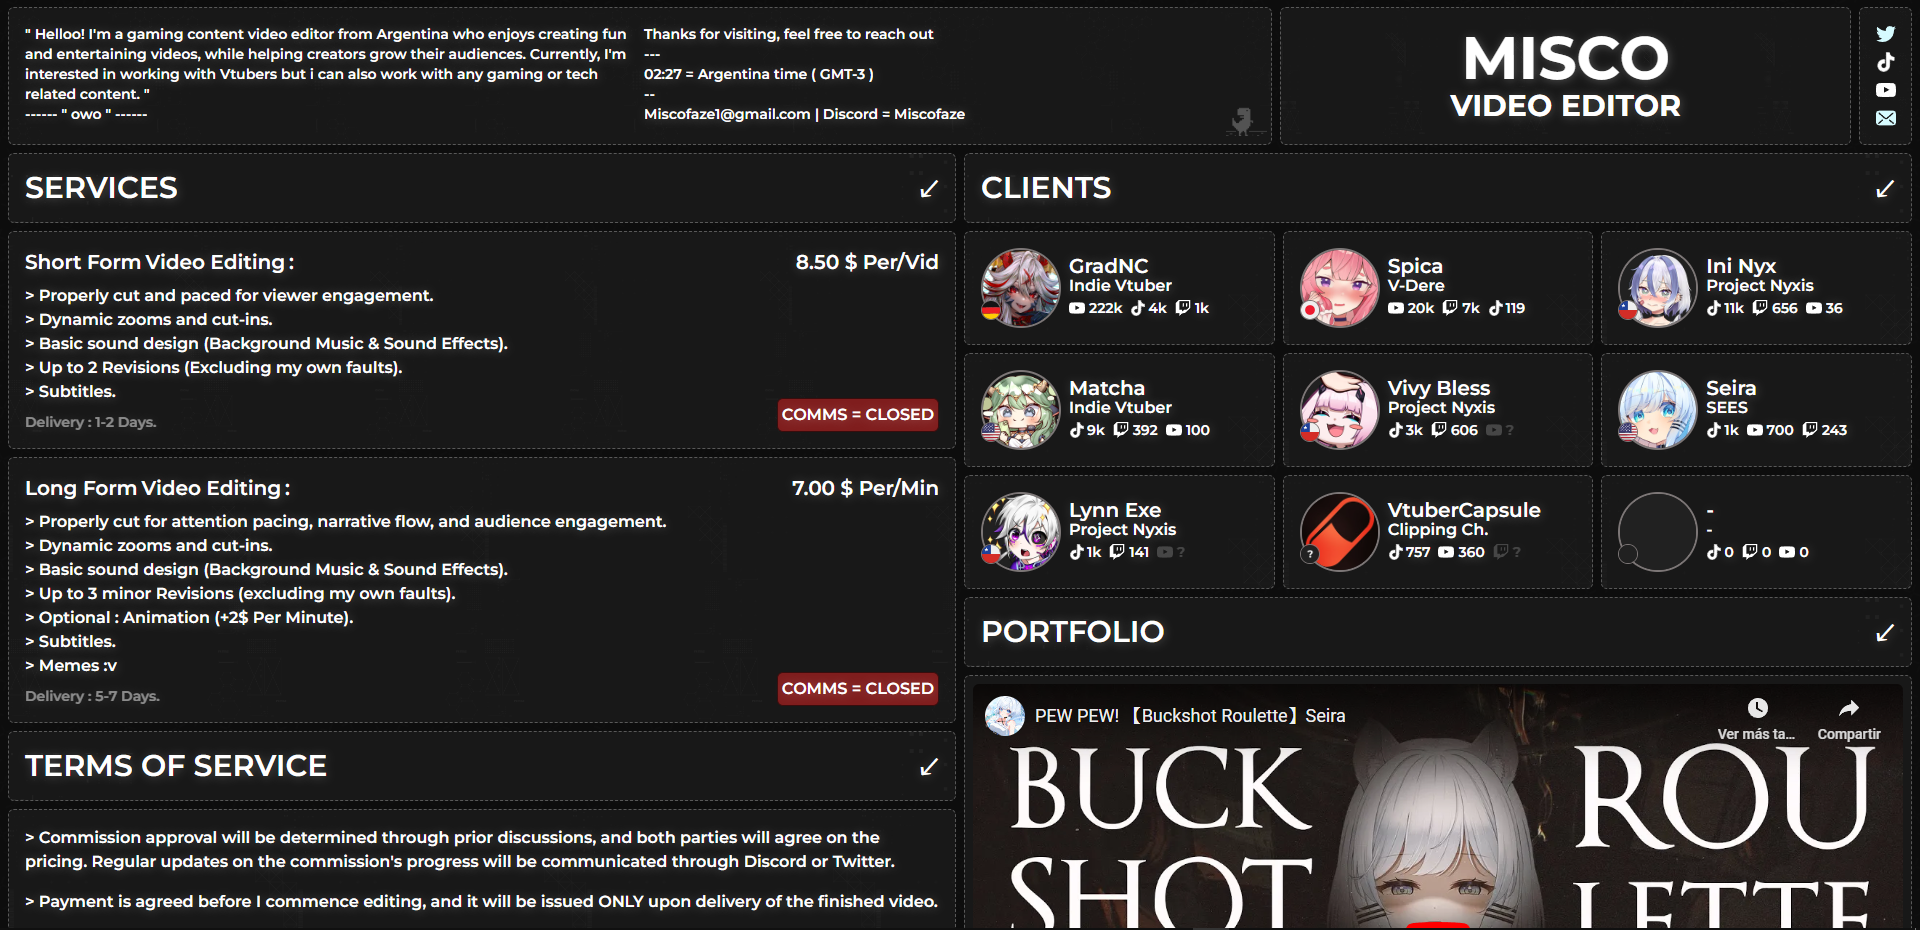 " Helloo! I'm a gaming content video editor from Argentina who enjoys creating fun
and entertaining videos, while helping creators grow their audiences. Currently, I'm
interested in working with Vtubers but i can also work with any gaming or tech
related content. "
------ " owo " ------
Thanks for visiting, feel free to reach out
---
02:27 = Argentina time ( GMT-3 )
--
Miscofaze1@gmail.com | Discord = Miscofaze
MISCO
VIDEO EDITOR
SERVICES
Short Form Video Editing :
8.50 $ Per/Vid
> Properly cut and paced for viewer engagement.
> Dynamic zooms and cut-ins.
> Basic sound design (Background Music & Sound Effects).
> Up to 2 Revisions (Excluding my own faults).
> Subtitles.
Delivery : 1-2 Days.
COMMS = CLOSED
Long Form Video Editing :
7.00 $ Per/Min
> Properly cut for attention pacing, narrative flow, and audience engagement.
> Dynamic zooms and cut-ins.
> Basic sound design (Background Music & Sound Effects).
> Up to 3 minor Revisions (excluding my own faults).
> Optional : Animation (+2$ Per Minute).
> Subtitles.
> Memes :v
Delivery : 5-7 Days.
COMMS = CLOSED
TERMS OF SERVICE
> Commission approval will be determined through prior discussions, and both parties will agree on the
pricing. Regular updates on the commission's progress will be communicated through Discord or Twitter.
> Payment is agreed before I commence editing, and it will be issued ONLY upon delivery of the finished video.
CLIENTS
GradNC
Indie Vtuber
222k 4k 1k
Spica
V-Dere
20k 7k 119
Ini Nyx
Project Nyxis
11k 656 36
Matcha
Indie Vtuber
9k 392 100
Vivy Bless
Project Nyxis
3k 606 ?
Seira
SEES
1k 700 243
Lynn Exe
Project Nyxis
1k 141 ?
?
VtuberCapsule
Clipping Ch.
757 360 ?
-
-
0 0 0
PORTFOLIO
PEW PEW! 【Buckshot Roulette】Seira
Ver más ta...
Compartir
BUCK
SHOT
ROU
LETTE